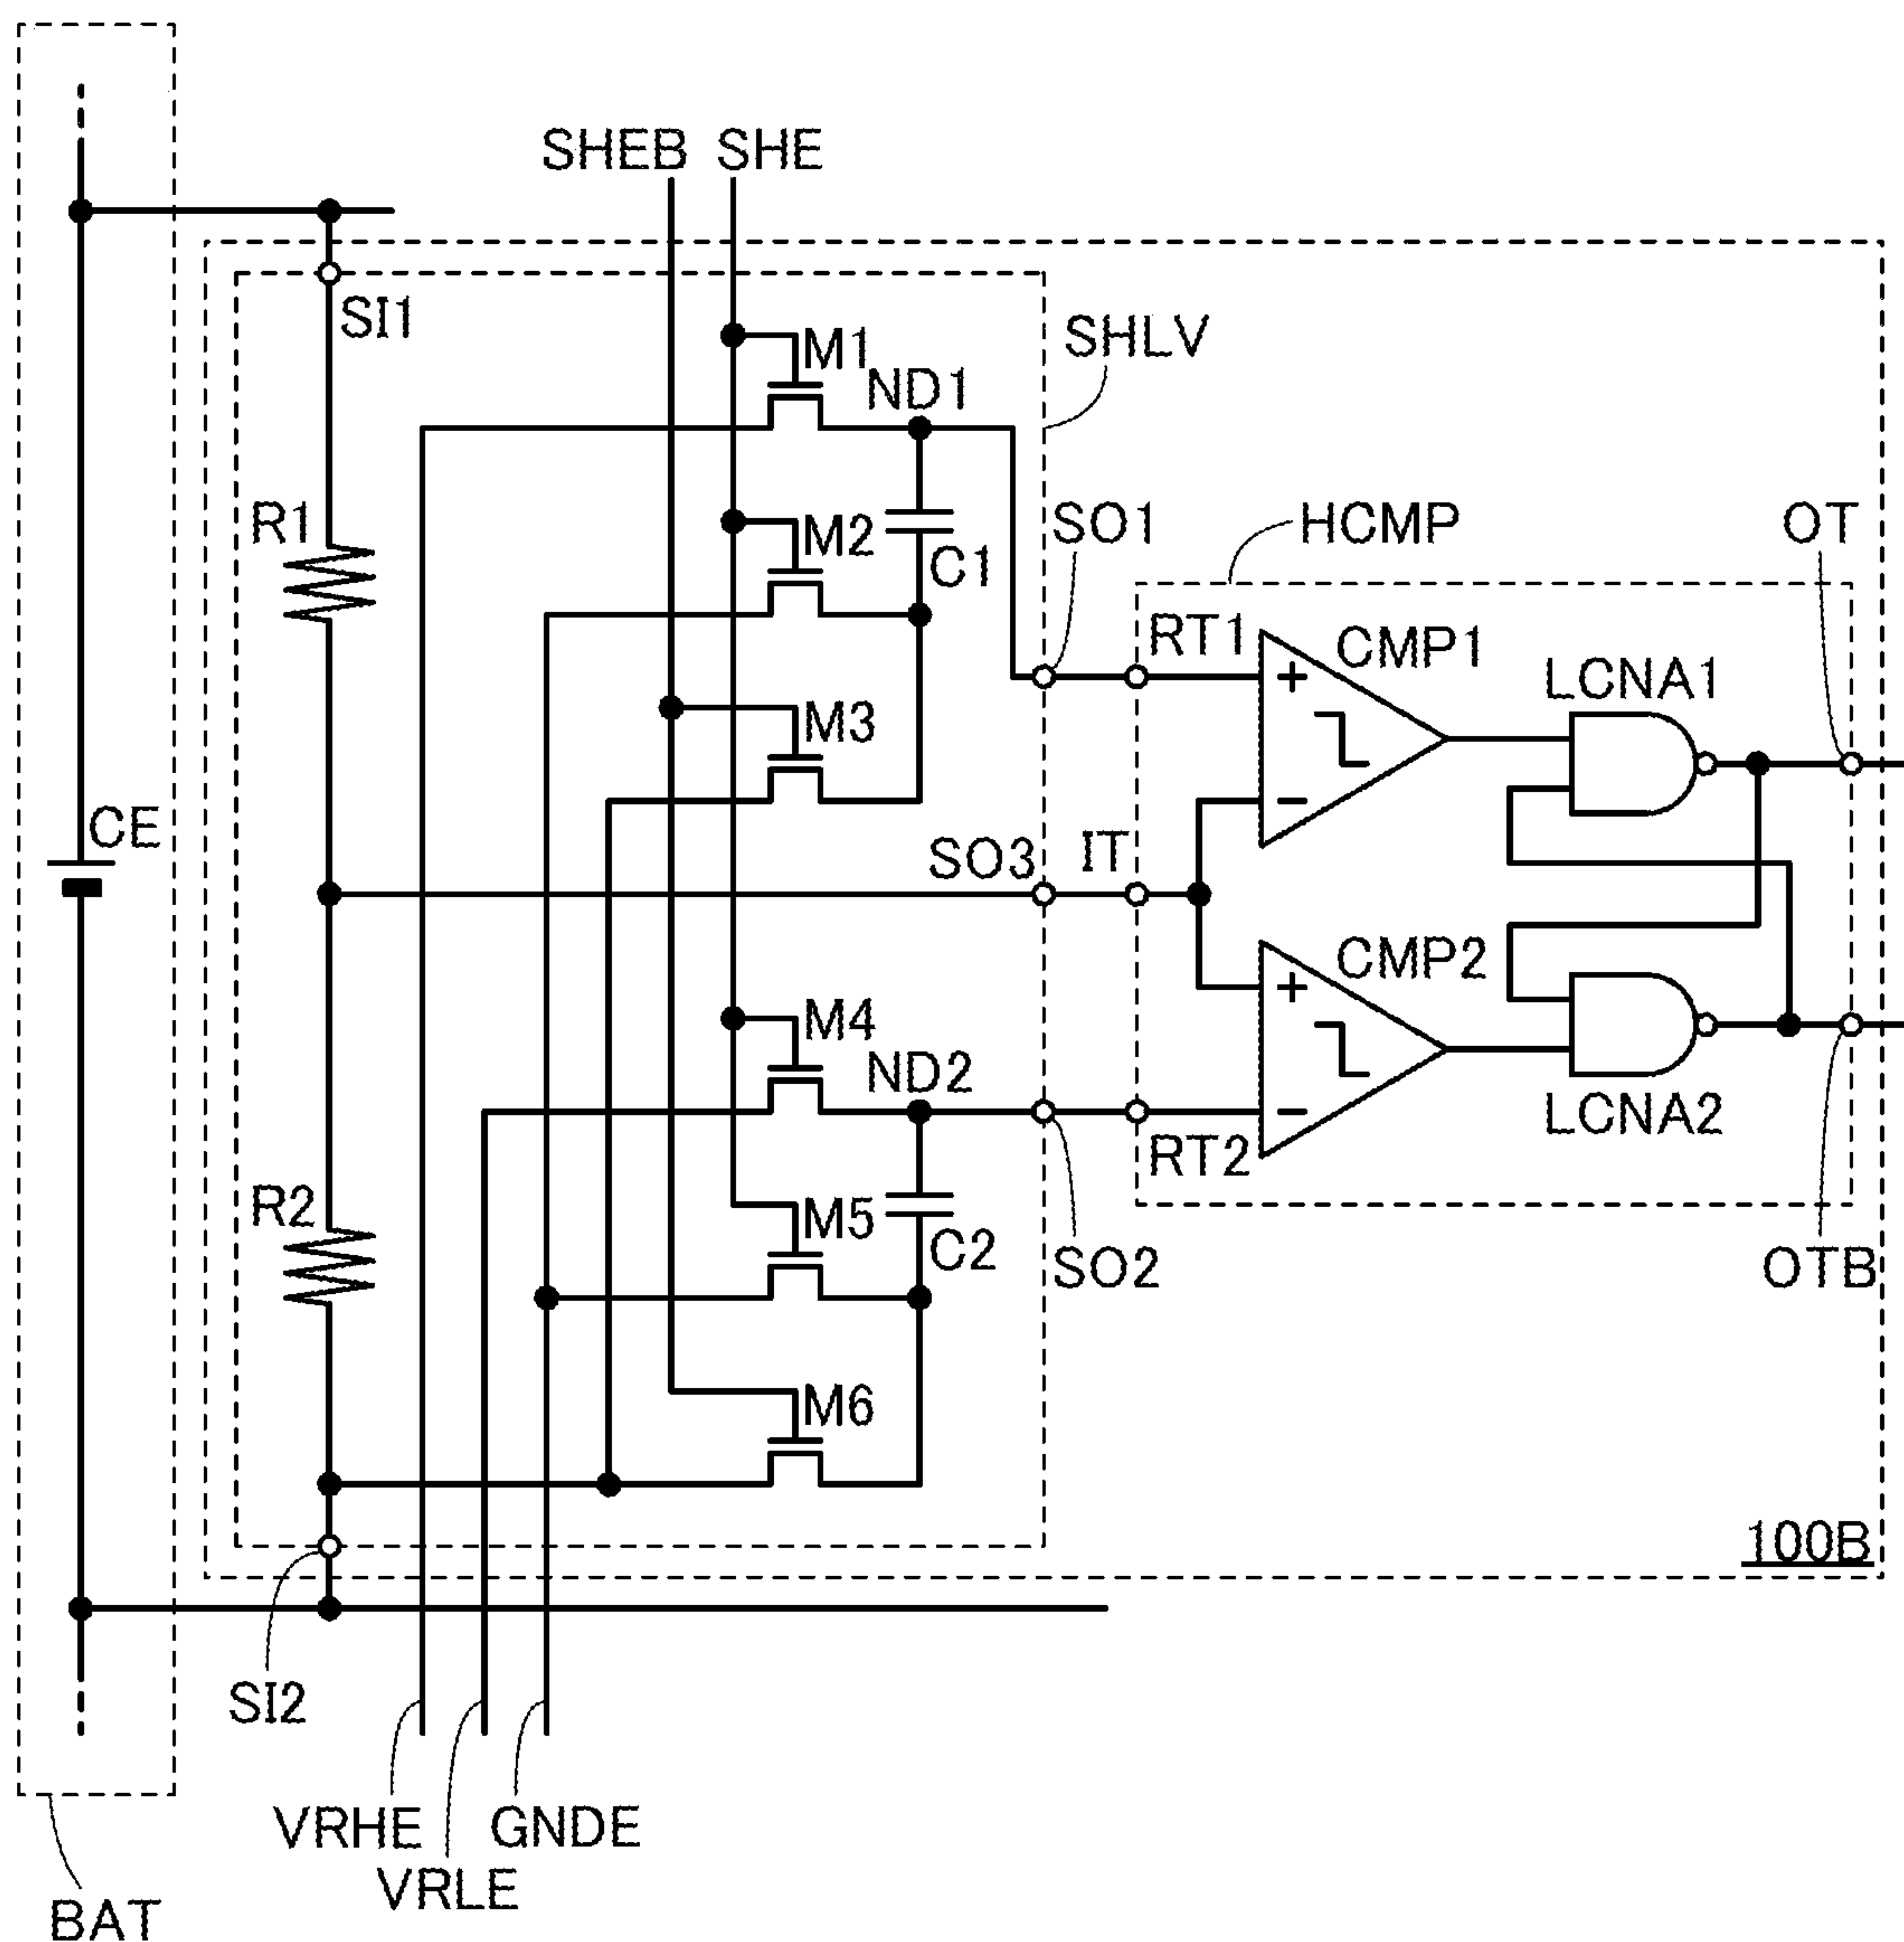 SHEB SHE
SI1
M1
ND1
SHLV
R1
M2
C1
SO1
HCMP
OT
RT1
CMP1
LCNA1
+
M3
CE
−
SO3
IT
CMP2
+
M4
ND2
−
LCNA2
RT2
R2
M5
C2
SO2
OTB
M6
100B
SI2
VRHE
GNDE
VRLE
BAT